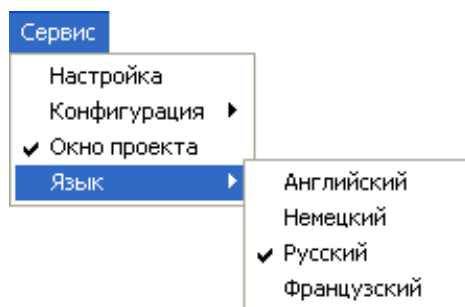 Сервис
Настройка
Конфигурация
Окно проекта
Язык
Английский
Немецкий
Русский
Французский